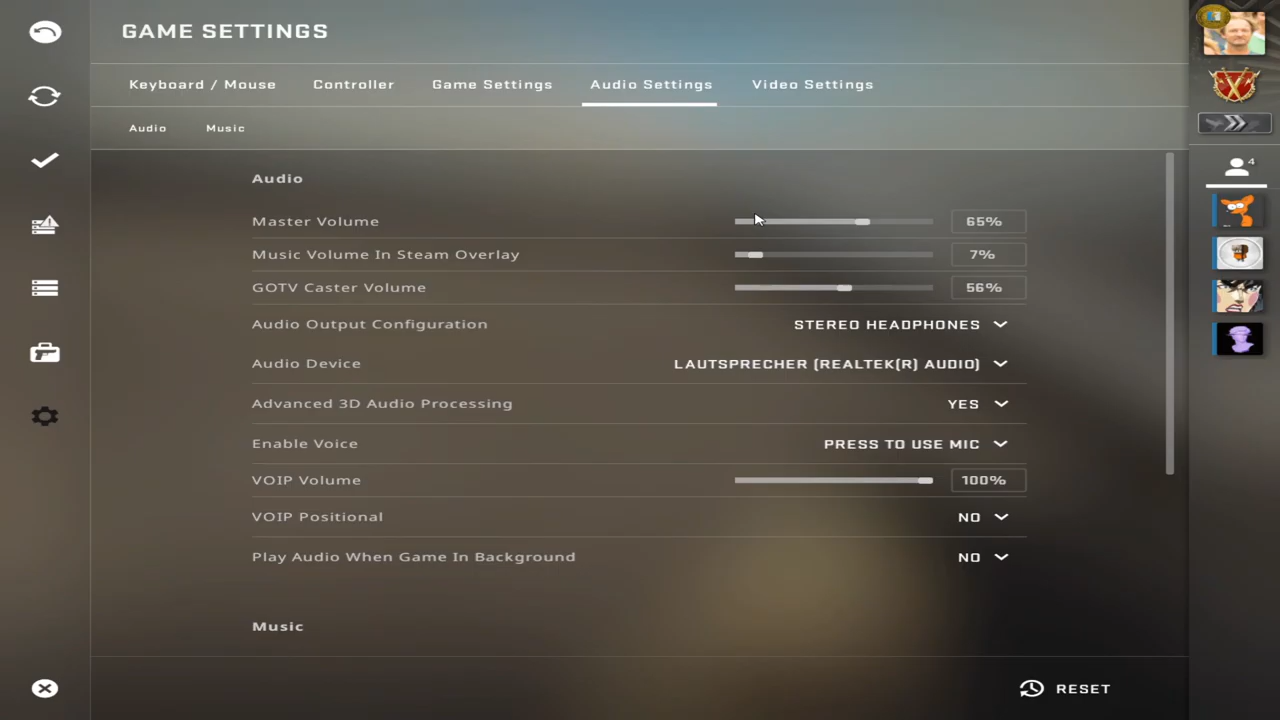 GAME SETTINGS
Keyboard / Mouse Controller Game Settings Audio Settings Video Settings
Audio Music
Audio
Master Volume 65%
Music Volume In Steam Overlay 7%
GOTV Caster Volume 56%
Audio Output Configuration STEREO HEADPHONES
Audio Device LAUTSPRECHER (REALTEK(R) AUDIO)
Advanced 3D Audio Processing YES
Enable Voice PRESS TO USE MIC
VOIP Volume 100%
VOIP Positional NO
Play Audio When Game In Background NO
Music
RESET
4